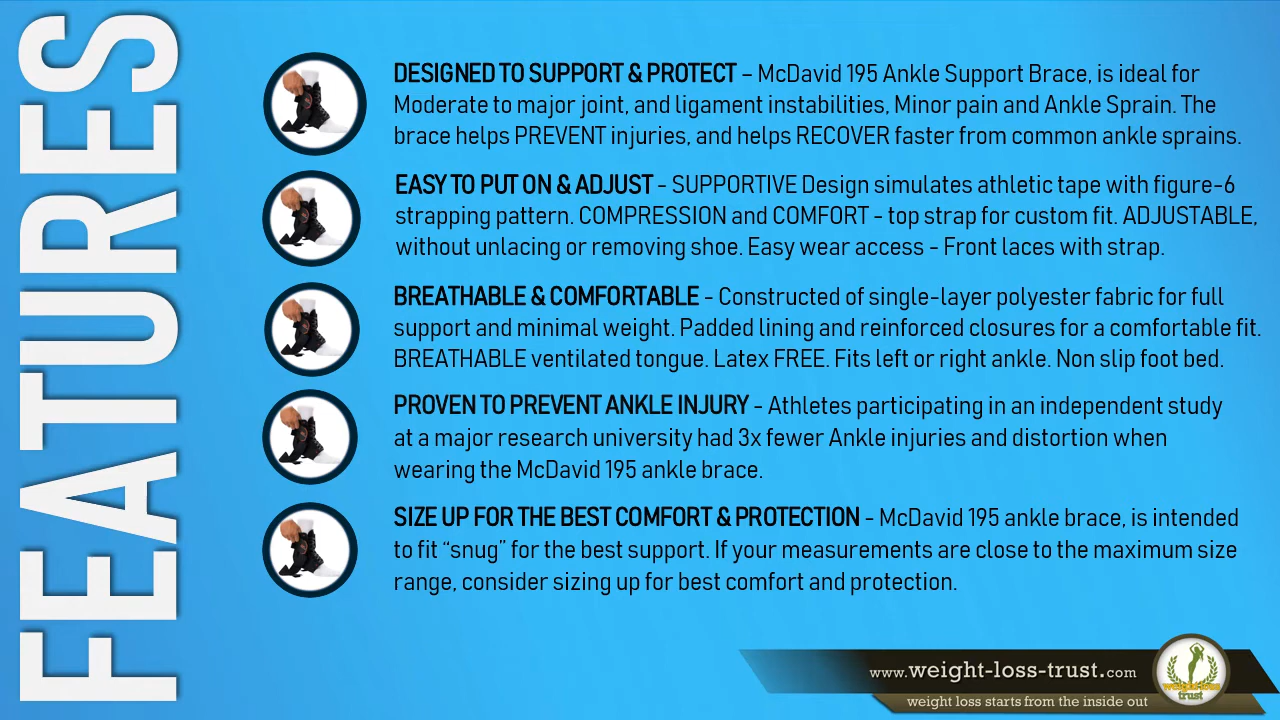 FEATURES
DESIGNED TO SUPPORT & PROTECT – McDavid 195 Ankle Support Brace, is ideal for
Moderate to major joint, and ligament instabilities, Minor pain and Ankle Sprain. The
brace helps PREVENT injuries, and helps RECOVER faster from common ankle sprains.
EASY TO PUT ON & ADJUST - SUPPORTIVE Design simulates athletic tape with figure-6
strapping pattern. COMPRESSION and COMFORT - top strap for custom fit. ADJUSTABLE,
without unlacing or removing shoe. Easy wear access - Front laces with strap.
BREATHABLE & COMFORTABLE - Constructed of single-layer polyester fabric for full
support and minimal weight. Padded lining and reinforced closures for a comfortable fit.
BREATHABLE ventilated tongue. Latex FREE. Fits left or right ankle. Non slip foot bed.
PROVEN TO PREVENT ANKLE INJURY - Athletes participating in an independent study
at a major research university had 3x fewer Ankle injuries and distortion when
wearing the McDavid 195 ankle brace.
SIZE UP FOR THE BEST COMFORT & PROTECTION - McDavid 195 ankle brace, is intended
to fit “snug” for the best support. If your measurements are close to the maximum size
range, consider sizing up for best comfort and protection.
www.weight-loss-trust.com
weight loss starts from the inside out
weight loss
trust